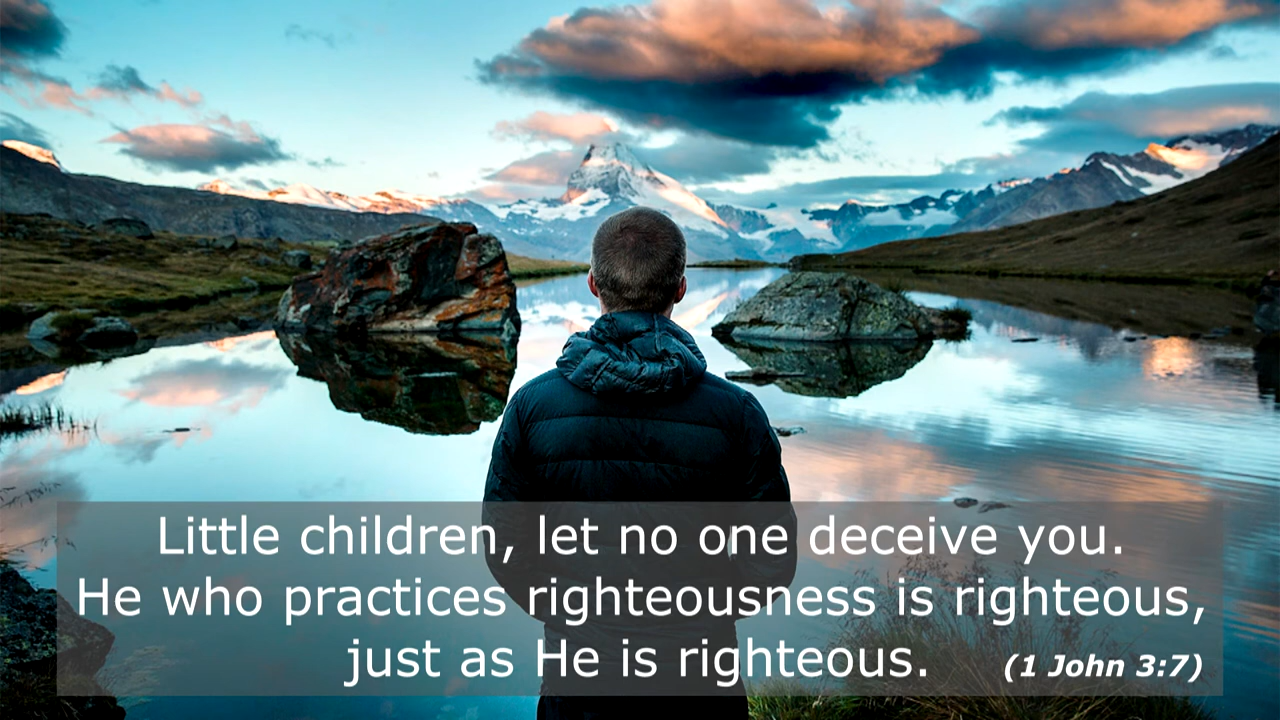 Little children, let no one deceive you.
He who practices righteousness is righteous,
just as He is righteous. (1 John 3:7)